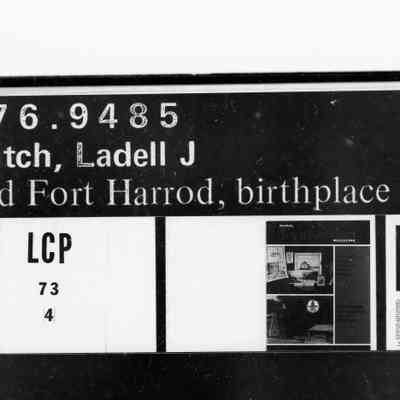 76.9485
tch, Ladell J
d Fort Harrod, birthplace
LCP
73
4